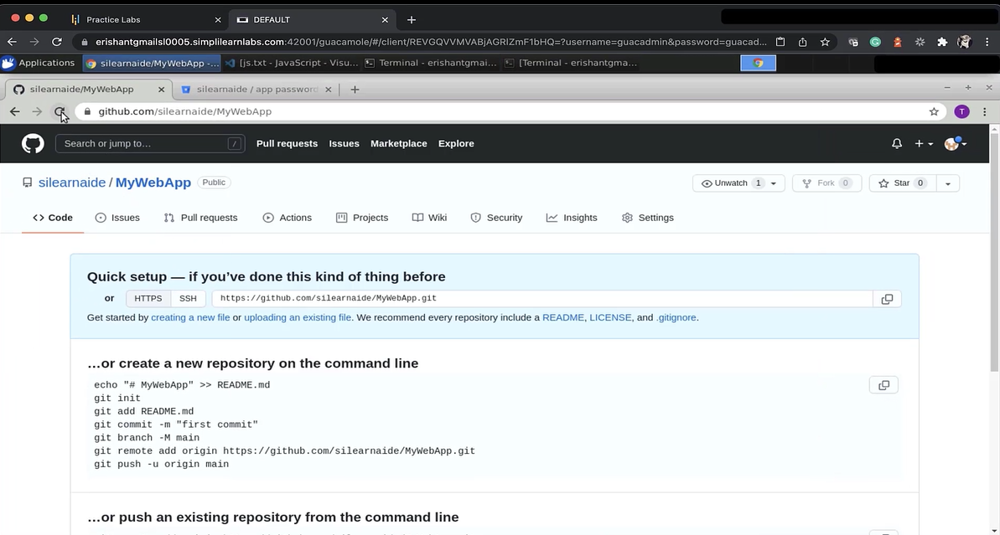 Practice Labs
DEFAULT
erishantgmailsl0005.simplilearnlabs.com:42001/guacamole/#/client/REVGQVVMVABjAGRIZmF1bHQ=?username=guacadmin&password=guacad...
Applications
silearnaide/MyWebApp -...
[js.txt - JavaScript - Visu...
Terminal - erishantgmai...
[Terminal - erishantgma...
silearnaide/MyWebApp
silearnaide / app password
github.com/silearnaide/MyWebApp
T
Search or jump to…
/
Pull requests
Issues
Marketplace
Explore
silearnaide / MyWebApp
Public
Unwatch 1
Fork 0
Star 0
Code
Issues
Pull requests
Actions
Projects
Wiki
Security
Insights
Settings
Quick setup — if you’ve done this kind of thing before
or
HTTPS
SSH
https://github.com/silearnaide/MyWebApp.git
Get started by creating a new file or uploading an existing file. We recommend every repository include a README, LICENSE, and .gitignore.
…or create a new repository on the command line
echo "# MyWebApp" >> README.md
git init
git add README.md
git commit -m "first commit"
git branch -M main
git remote add origin https://github.com/silearnaide/MyWebApp.git
git push -u origin main
…or push an existing repository from the command line